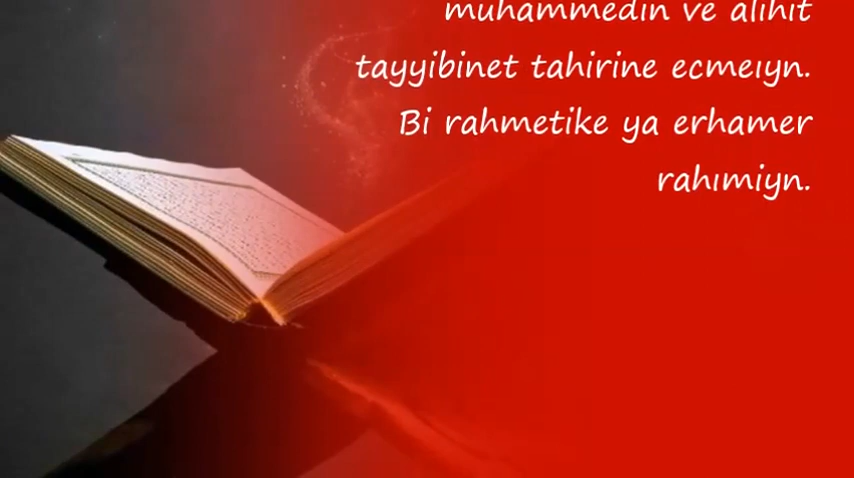 muhammedin ve alihit
tayyibinet tahirine ecmeıyn.
Bi rahmetike ya erhamer
rahımiyn.